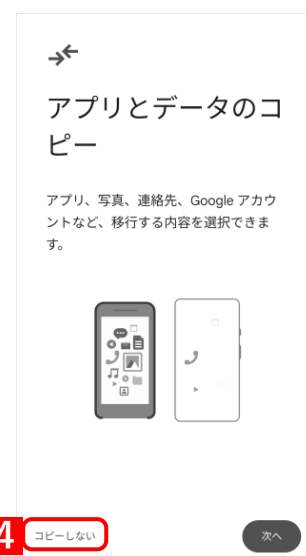 アプリとデータのコ
ピー
アプリ、写真、連絡先、Google アカウ
ントなど、移行する内容を選択できま
す。
4
コピーしない
次へ